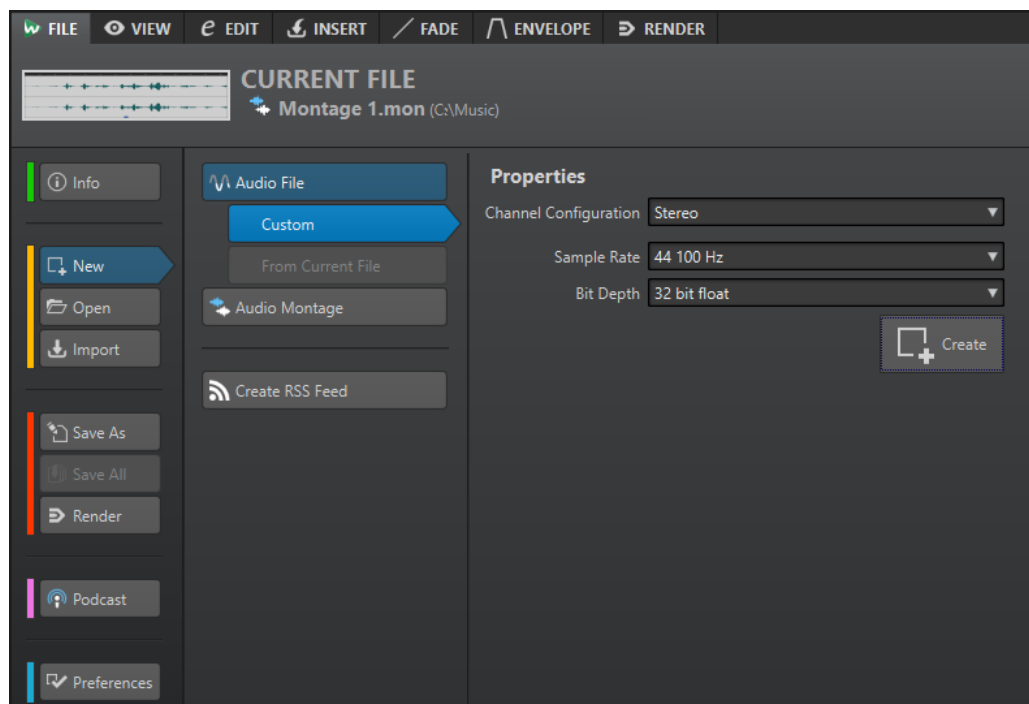 FILE VIEW EDIT INSERT FADE ENVELOPE RENDER
CURRENT FILE
Montage 1.mon (C:\Music)
Info
New
Open
Import
Save As
Save All
Render
Podcast
Preferences
Audio File
Custom
From Current File
Audio Montage
Create RSS Feed
Properties
Channel Configuration Stereo
Sample Rate 44 100 Hz
Bit Depth 32 bit float
Create